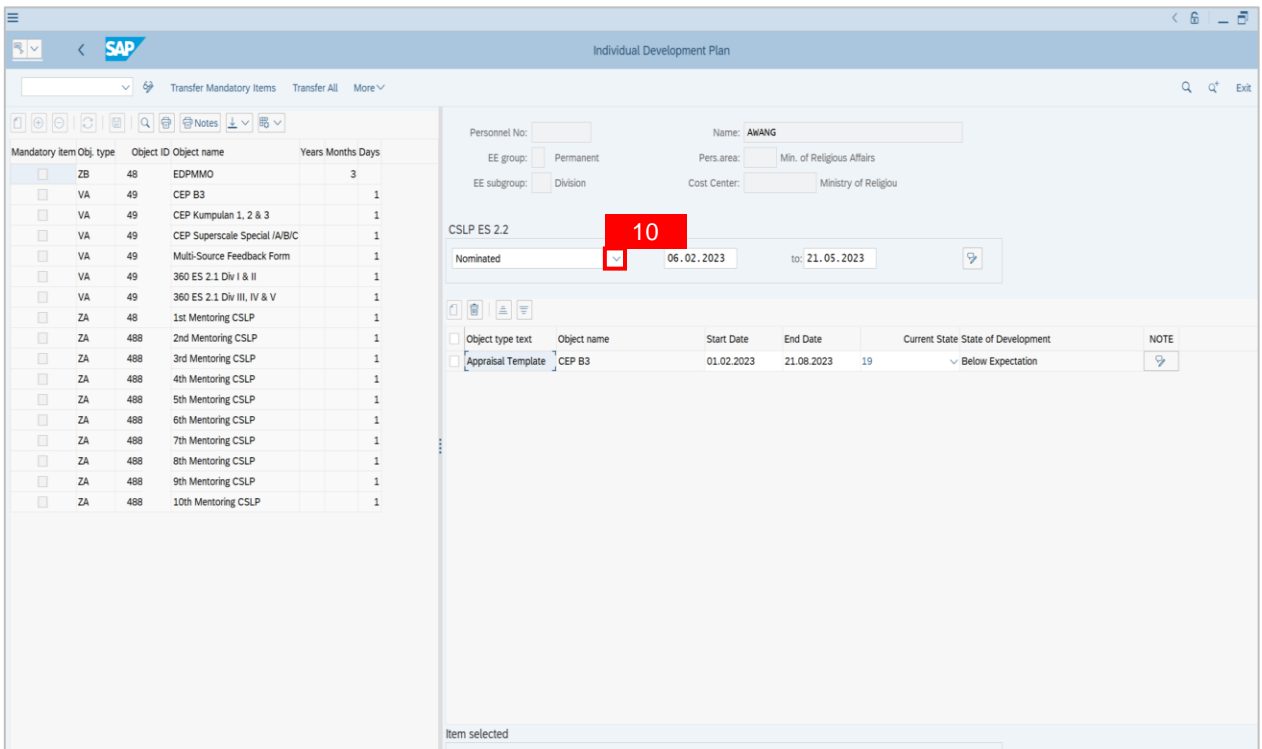 SAP
Individual Development Plan
Transfer Mandatory Items Transfer All More
Exit
Notes
Mandatory item Obj. type Object ID Object name Years Months Days
ZB 48 EDPMMO 3
VA 49 CEP B3 1
VA 49 CEP Kumpulan 1, 2 & 3 1
VA 49 CEP Superscale Special /A/B/C 1
VA 49 Multi-Source Feedback Form 1
VA 49 360 ES 2.1 Div I & II 1
VA 49 360 ES 2.1 Div III, IV & V 1
ZA 48 1st Mentoring CSLP 1
ZA 488 2nd Mentoring CSLP 1
ZA 488 3rd Mentoring CSLP 1
ZA 488 4th Mentoring CSLP 1
ZA 488 5th Mentoring CSLP 1
ZA 488 6th Mentoring CSLP 1
ZA 488 7th Mentoring CSLP 1
ZA 488 8th Mentoring CSLP 1
ZA 488 9th Mentoring CSLP 1
ZA 488 10th Mentoring CSLP 1
Personnel No: Name: AWANG
EE group: Permanent Pers.area: Min. of Religious Affairs
EE subgroup: Division Cost Center: Ministry of Religiou
CSLP ES 2.2
10
Nominated 06.02.2023 to: 21.05.2023
Object type text Object name Start Date End Date Current State State of Development NOTE
Appraisal Template CEP B3 01.02.2023 21.08.2023 19 Below Expectation
Item selected